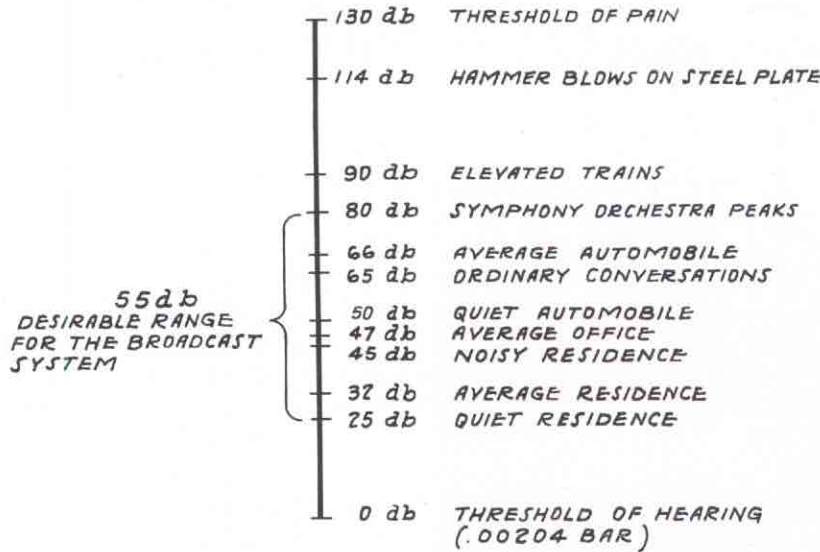 130 db THRESHOLD OF PAIN
114 db HAMMER BLOWS ON STEEL PLATE
90 db ELEVATED TRAINS
80 db SYMPHONY ORCHESTRA PEAKS
66 db AVERAGE AUTOMOBILE
65 db ORDINARY CONVERSATIONS
55db
DESIRABLE RANGE
FOR THE BROADCAST
SYSTEM
50 db QUIET AUTOMOBILE
47 db AVERAGE OFFICE
45 db NOISY RESIDENCE
32 db AVERAGE RESIDENCE
25 db QUIET RESIDENCE
0 db THRESHOLD OF HEARING
(.00204 BAR)